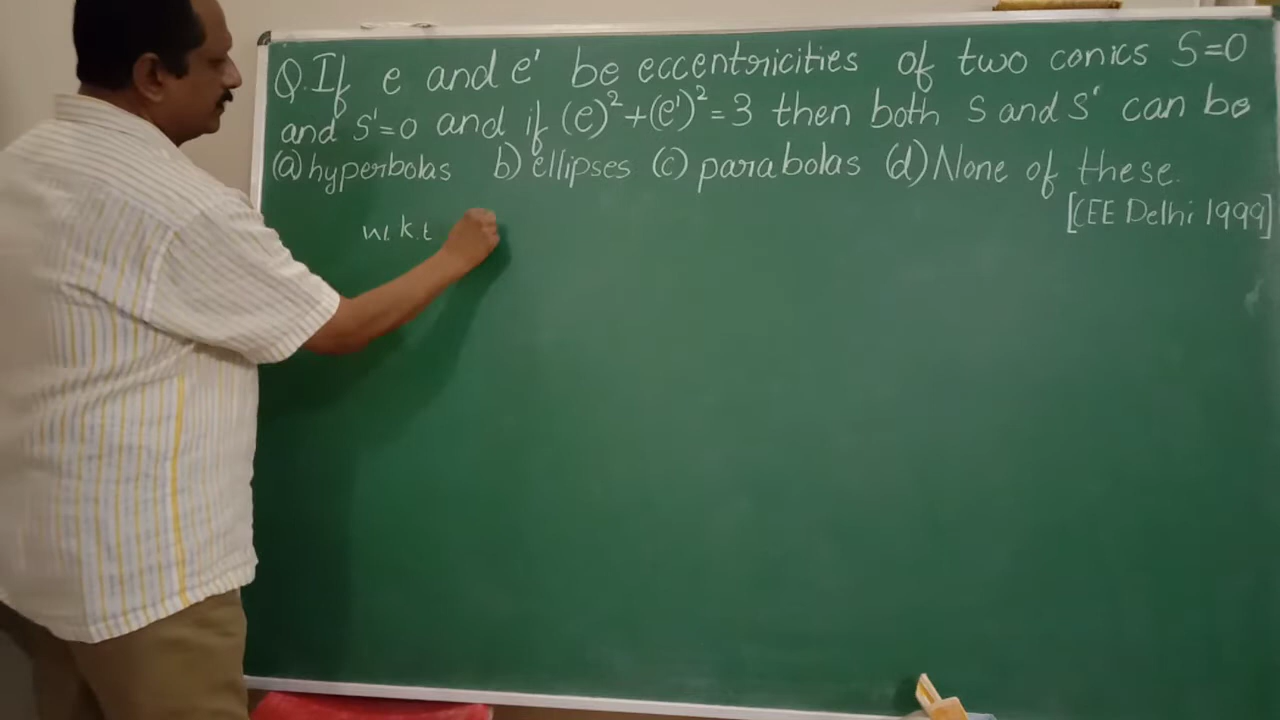 Q. If e and e' be eccentricities of two conics S=0
and S'=0 and if (e)²+(e')²=3 then both S and S' can be
(a) hyperbolas b) ellipses (c) parabolas (d) None of these.
[CEE Delhi 1999]
w.k.t